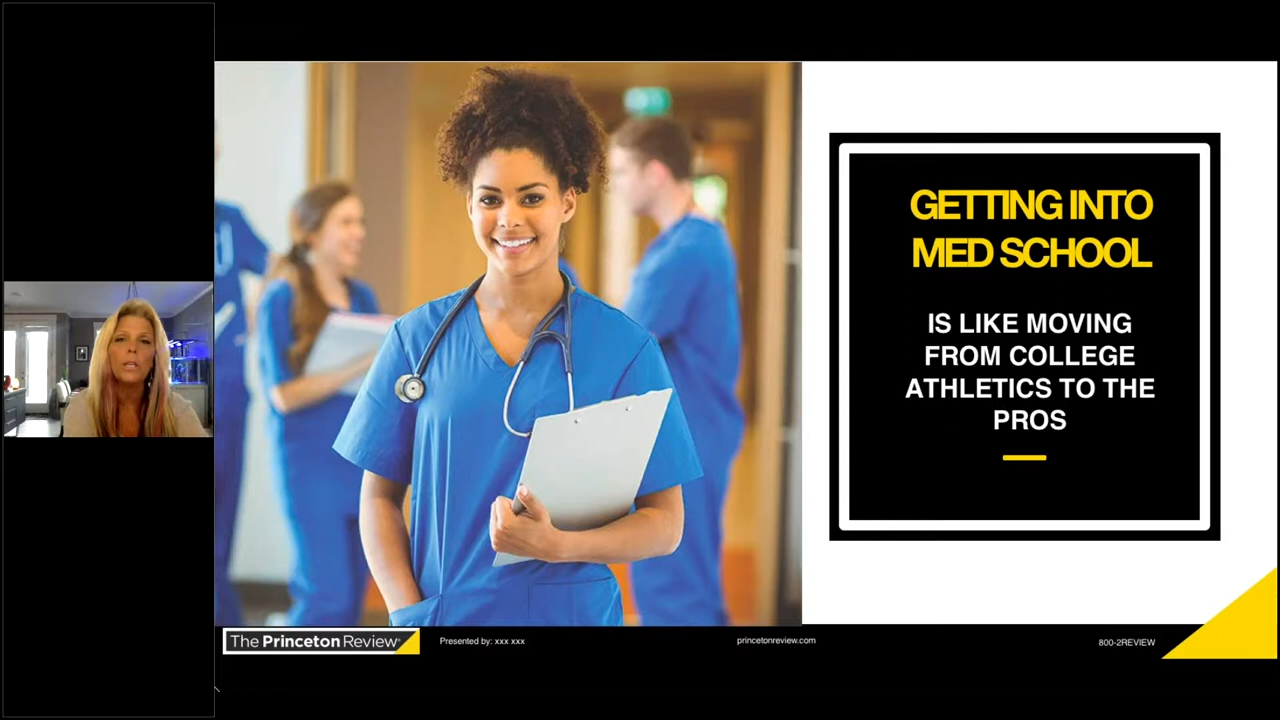 GETTING INTO
MED SCHOOL
IS LIKE MOVING
FROM COLLEGE
ATHLETICS TO THE
PROS
The Princeton Review
Presented by: xxx xxx
princetonreview.com
800-2REVIEW